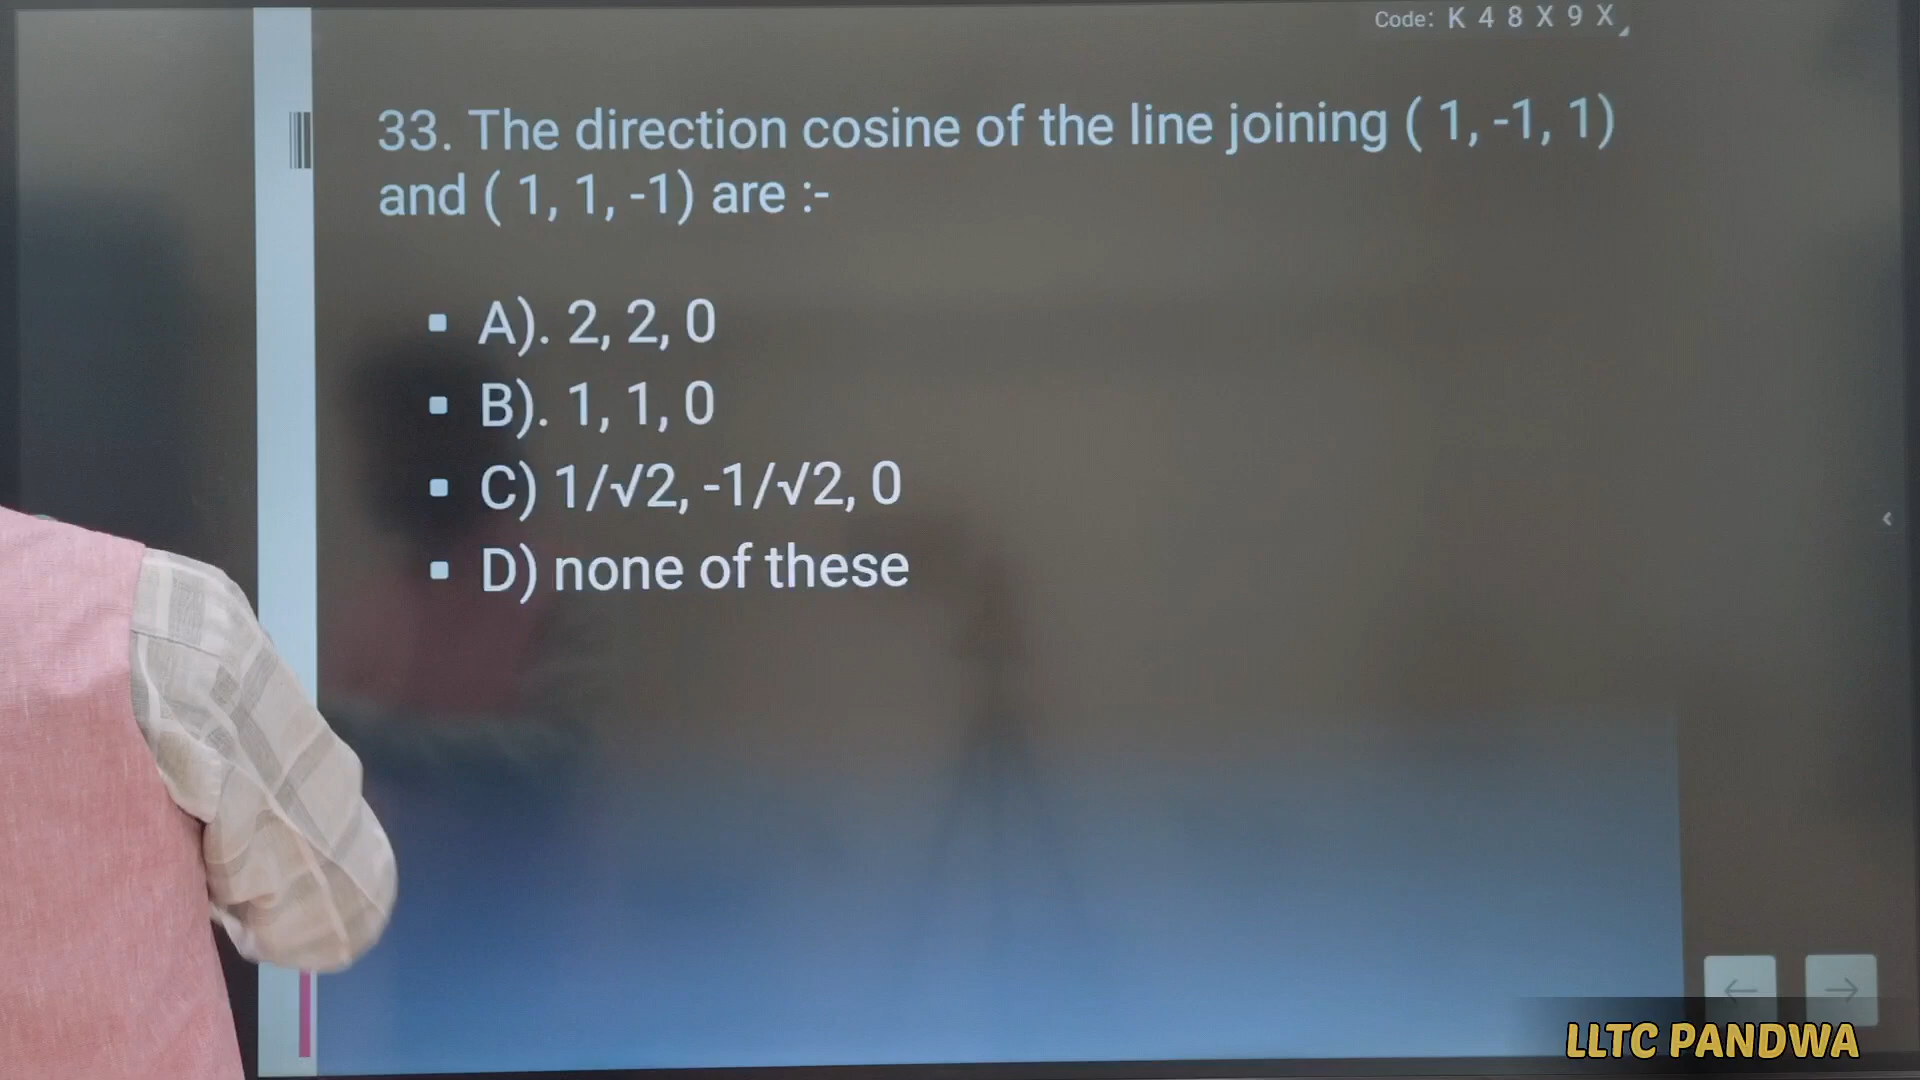 Code: K 4 8 X 9 X
33. The direction cosine of the line joining ( 1, -1, 1)
and ( 1, 1, -1) are :-
A). 2, 2, 0
B). 1, 1, 0
C) 1/√2, -1/√2, 0
D) none of these
LLTC PANDWA